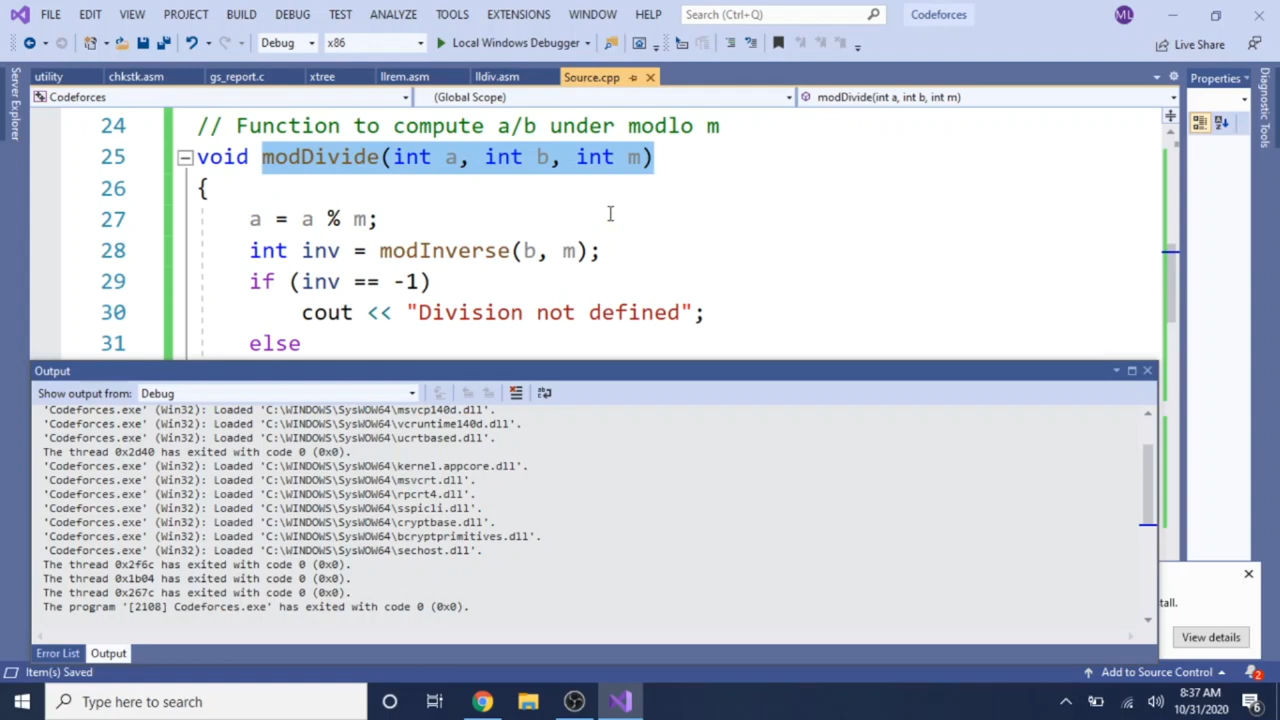 FILE EDIT VIEW PROJECT BUILD DEBUG TEST ANALYZE TOOLS EXTENSIONS WINDOW HELP Search (Ctrl+Q) Codeforces ML
Debug x86 Local Windows Debugger Live Share
utility chkstk.asm gs_report.c xtree llrem.asm lldiv.asm Source.cpp Properties
Codeforces (Global Scope) modDivide(int a, int b, int m)
Server Explorer
Diagnostic Tools
24 // Function to compute a/b under modlo m
25 void modDivide(int a, int b, int m)
26 {
27 a = a % m;
28 int inv = modInverse(b, m);
29 if (inv == -1)
30 cout << "Division not defined";
31 else
Output
Show output from: Debug
'Codeforces.exe' (Win32): Loaded 'C:\WINDOWS\SysWOW64\msvcp140d.dll'.
'Codeforces.exe' (Win32): Loaded 'C:\WINDOWS\SysWOW64\vcruntime140d.dll'.
'Codeforces.exe' (Win32): Loaded 'C:\WINDOWS\SysWOW64\ucrtbased.dll'.
The thread 0x2d40 has exited with code 0 (0x0).
'Codeforces.exe' (Win32): Loaded 'C:\WINDOWS\SysWOW64\kernel.appcore.dll'.
'Codeforces.exe' (Win32): Loaded 'C:\WINDOWS\SysWOW64\msvcrt.dll'.
'Codeforces.exe' (Win32): Loaded 'C:\WINDOWS\SysWOW64\rpcrt4.dll'.
'Codeforces.exe' (Win32): Loaded 'C:\WINDOWS\SysWOW64\sspicli.dll'.
'Codeforces.exe' (Win32): Loaded 'C:\WINDOWS\SysWOW64\cryptbase.dll'.
'Codeforces.exe' (Win32): Loaded 'C:\WINDOWS\SysWOW64\bcryptprimitives.dll'.
'Codeforces.exe' (Win32): Loaded 'C:\WINDOWS\SysWOW64\sechost.dll'.
The thread 0x2f6c has exited with code 0 (0x0).
The thread 0x1b04 has exited with code 0 (0x0).
The thread 0x267c has exited with code 0 (0x0).
The program '[2108] Codeforces.exe' has exited with code 0 (0x0).
tall.
View details
Error List Output
Item(s) Saved Add to Source Control 2
Type here to search 8:37 AM
10/31/2020 6